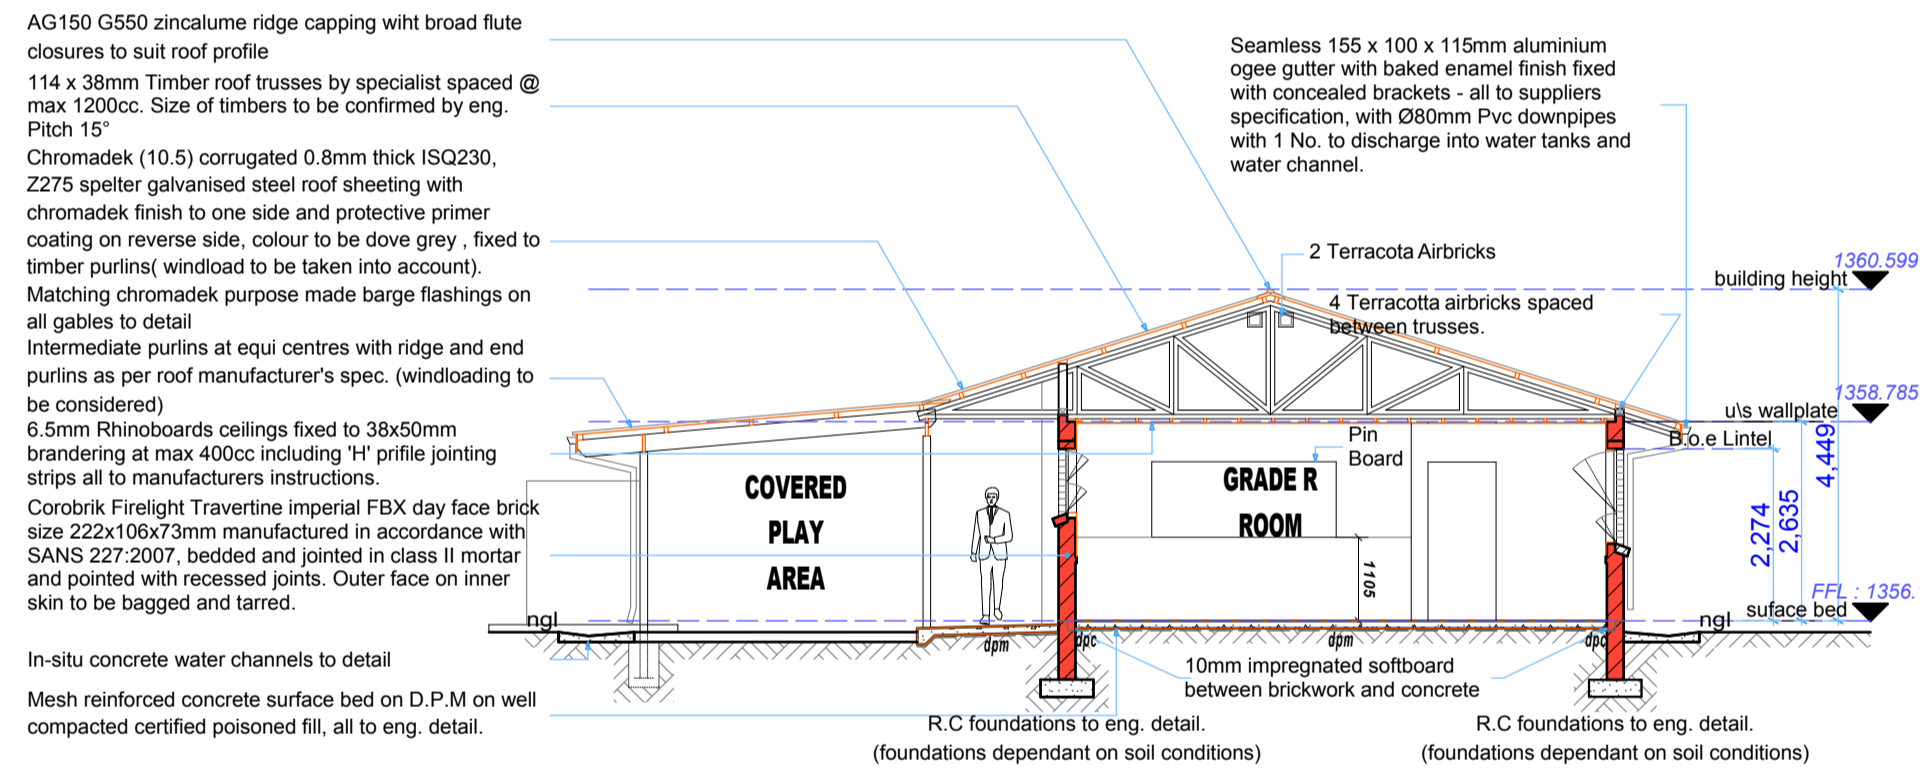 AG150 G550 zincalume ridge capping wiht broad flute
closures to suit roof profile
114 x 38mm Timber roof trusses by specialist spaced @
max 1200cc. Size of timbers to be confirmed by eng.
Pitch 15°
Chromadek (10.5) corrugated 0.8mm thick ISQ230,
Z275 spelter galvanised steel roof sheeting with
chromadek finish to one side and protective primer
coating on reverse side, colour to be dove grey , fixed to
timber purlins( windload to be taken into account).
Matching chromadek purpose made barge flashings on
all gables to detail
Intermediate purlins at equi centres with ridge and end
purlins as per roof manufacturer's spec. (windloading to
be considered)
6.5mm Rhinoboards ceilings fixed to 38x50mm
brandering at max 400cc including 'H' prifile jointing
strips all to manufacturers instructions.
Corobrik Firelight Travertine imperial FBX day face brick
size 222x106x73mm manufactured in accordance with
SANS 227:2007, bedded and jointed in class II mortar
and pointed with recessed joints. Outer face on inner
skin to be bagged and tarred.
ngl
In-situ concrete water channels to detail
Mesh reinforced concrete surface bed on D.P.M on well
compacted certified poisoned fill, all to eng. detail.
Seamless 155 x 100 x 115mm aluminium
ogee gutter with baked enamel finish fixed
with concealed brackets - all to suppliers
specification, with Ø80mm Pvc downpipes
with 1 No. to discharge into water tanks and
water channel.
2 Terracota Airbricks
4 Terracotta airbricks spaced
between trusses.
1360.599
building height
1358.785
u\s wallplate
B.o.e Lintel
4,449
2,635
2,274
FFL : 1356.
suface bed
ngl
Pin
Board
COVERED
PLAY
AREA
GRADE R
ROOM
1105
dpm
dpc
dpm
dpc
10mm impregnated softboard
between brickwork and concrete
R.C foundations to eng. detail.
(foundations dependant on soil conditions)
R.C foundations to eng. detail.
(foundations dependant on soil conditions)